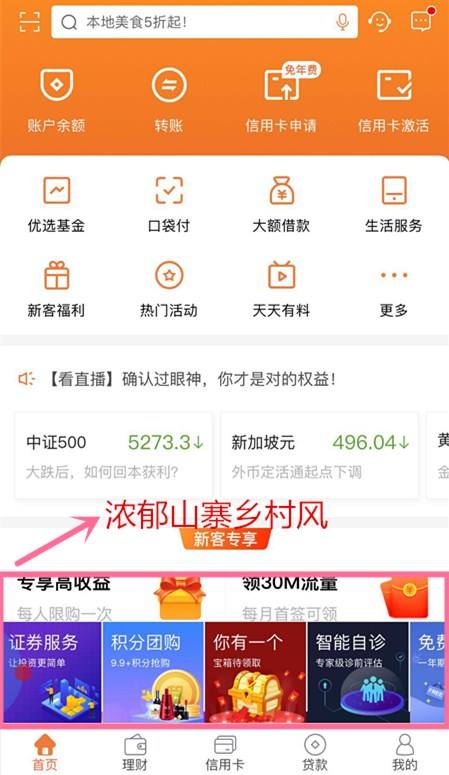 本地美食5折起！
免年费
账户余额
转账
信用卡申请
信用卡激活
优选基金
口袋付
大额借款
生活服务
新客福利
热门活动
天天有料
更多
【看直播】确认过眼神，你才是对的权益！
中证500
5273.3↓
新加坡元
496.04↓
黄
大跌后，如何回本获利？
外币定活通起点下调
金
浓郁山寨乡村风
新客专享
专享高收益
领30M流量
每人限购一次
每月首签可领
证券服务
让投资更简单
积分团购
9.9+积分抢购
你有一个
宝箱待领取
智能自诊
专家级诊前评估
免费
一年期
FREE
首页
理财
信用卡
贷款
我的